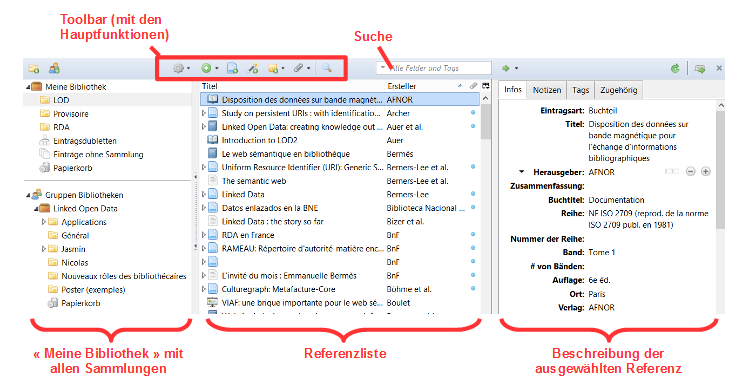 Toolbar (mit den
Hauptfunktionen)
Suche
Alle Felder und Tags
Meine Bibliothek
LOD
Provisoire
RDA
Eintragsdubletten
Einträge ohne Sammlung
Papierkorb
Gruppen Bibliotheken
Linked Open Data
Applications
Général
Jasmin
Nicolas
Nouveaux rôles des bibliothécaires
Poster (exemples)
Papierkorb
Titel Ersteller
Disposition des données sur bande magnét... AFNOR
Study on persistent URIs : with identificatio... Archer
Linked Open Data: creating knowledge out ... Auer et al.
Introduction to LOD2 Auer
Le web sémantique en bibliothèque Bermès
Uniform Resource Identifier (URI): Generic S... Berners-Lee et al.
The semantic web Berners-Lee et al.
Linked Data Berners-Lee
Datos enlazados en la BNE Biblioteca Nacional ...
Linked Data : the story so far Bizer et al.
RDA en France BnF
RAMEAU: Répertoire d'autorité-matière enc... BnF
BnF
L'invité du mois : Emmanuelle Bermès BnF
Culturegraph: Metafacture-Core Böhme et al.
VIAF: une brique importante pour le web sé... Boulet
Infos Notizen Tags Zugehörig
Eintragsart: Buchteil
Titel: Disposition des données sur
bande magnétique pour
l'échange d'informations
bibliographiques
Herausgeber: AFNOR
Zusammenfassung:
Buchtitel: Documentation
Reihe: NF ISO 2709 (reprod. de la norme
ISO 2709 publ. en 1981)
Nummer der Reihe:
Band: Tome 1
# von Bänden:
Auflage: 6e éd.
Ort: Paris
Verlag: AFNOR
« Meine Bibliothek » mit
allen Sammlungen
Referenzliste
Beschreibung der
ausgewählten Referenz